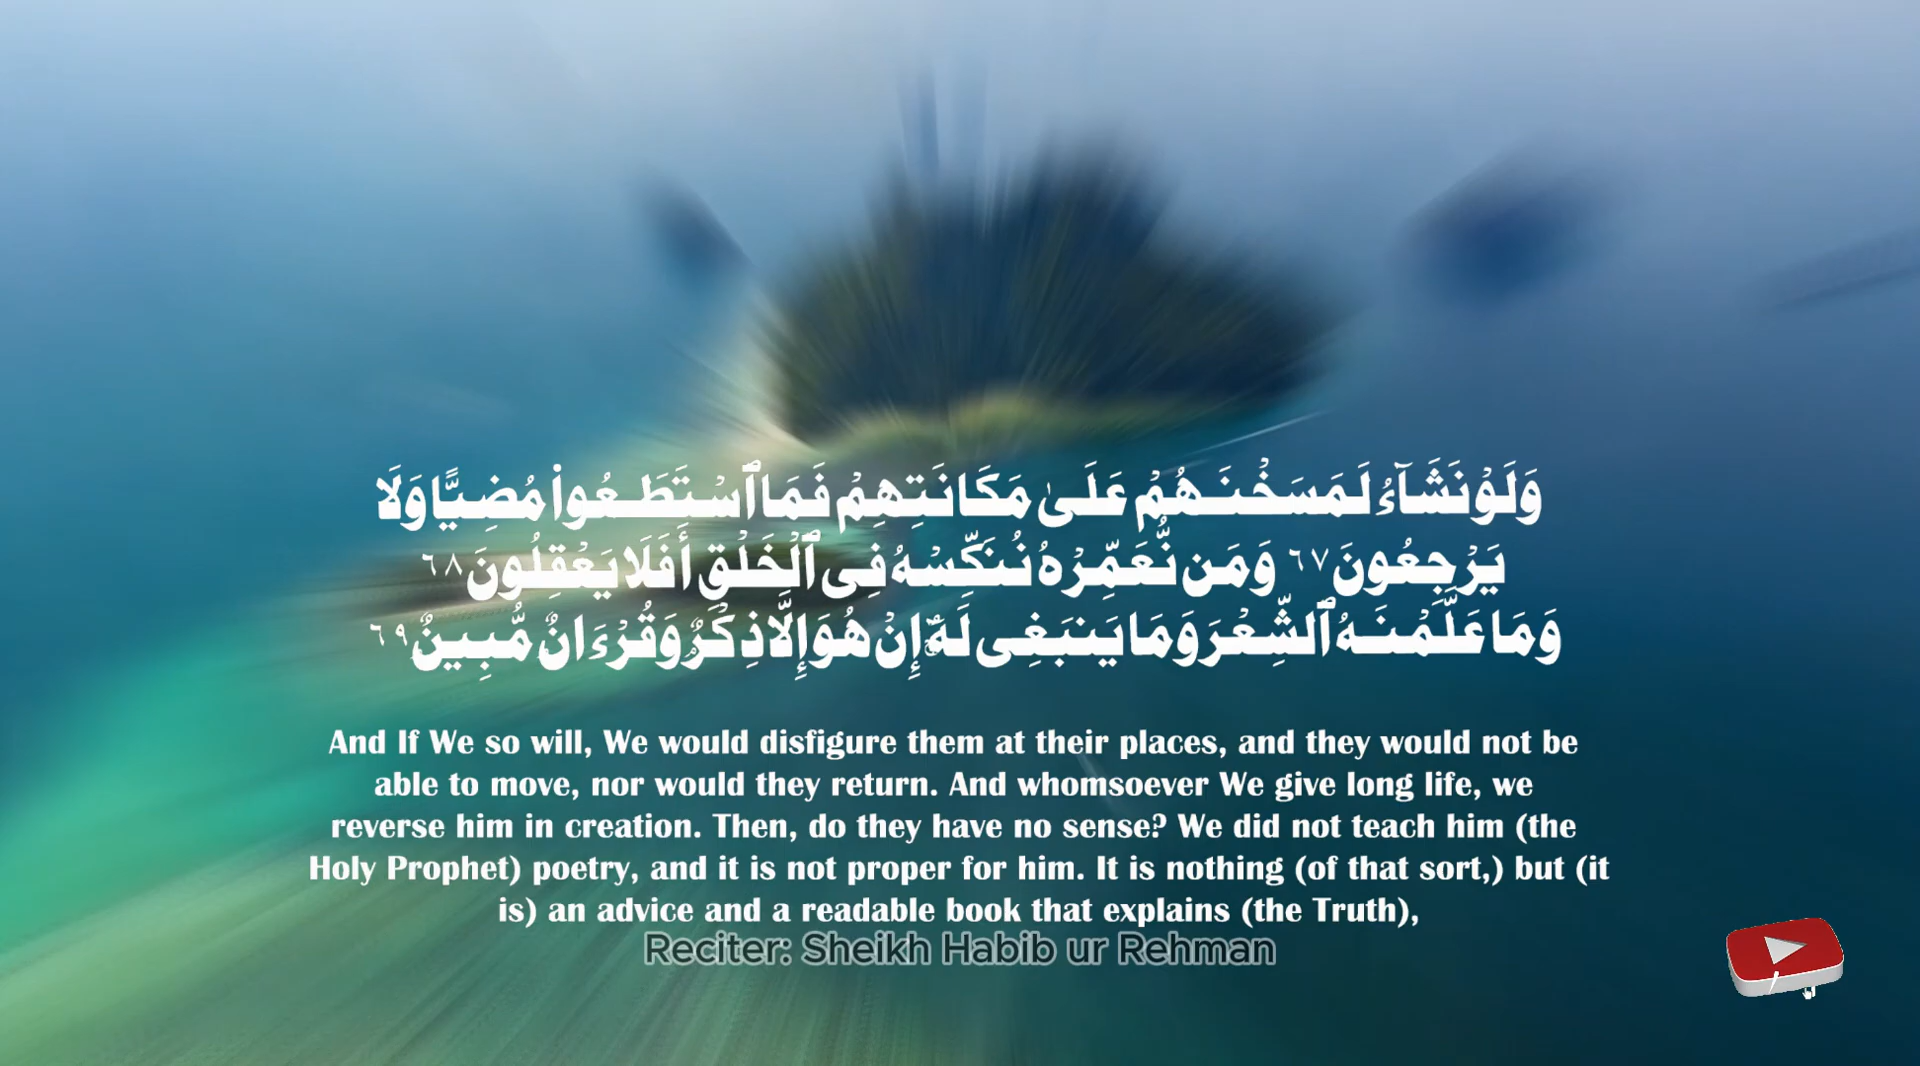 وَلَوْ نَشَآءُ لَمَسَخْنَـٰهُمْ عَلَىٰ مَكَانَتِهِمْ فَمَا ٱسْتَطَـٰعُوا۟ مُضِيًّا وَلَا
يَرْجِعُونَ ٦٧ وَمَن نُّعَمِّرْهُ نُنَكِّسْهُ فِى ٱلْخَلْقِ أَفَلَا يَعْقِلُونَ ٦٨
وَمَا عَلَّمْنَـٰهُ ٱلشِّعْرَ وَمَا يَنۢبَغِى لَهُۥٓ إِنْ هُوَ إِلَّا ذِكْرٌ وَقُرْءَانٌ مُّبِينٌ ٦٩
And If We so will, We would disfigure them at their places, and they would not be
able to move, nor would they return. And whomsoever We give long life, we
reverse him in creation. Then, do they have no sense? We did not teach him (the
Holy Prophet) poetry, and it is not proper for him. It is nothing (of that sort,) but (it
is) an advice and a readable book that explains (the Truth),
Reciter: Sheikh Habib ur Rehman